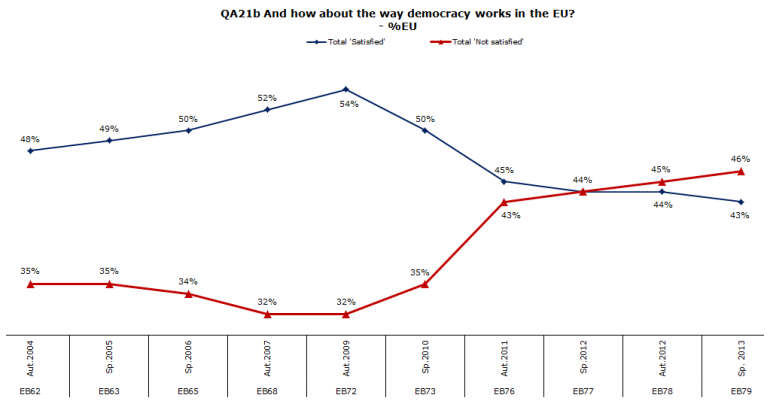 QA21b And how about the way democracy works in the EU?
- %EU
Total 'Satisfied' Total 'Not satisfied'
48% 49% 50% 52% 54% 50% 45% 44% 44% 43%
35% 35% 34% 32% 32% 35% 43% 45% 46%
Aut.2004 Sp.2005 Sp.2006 Aut.2007 Aut.2009 Sp.2010 Aut.2011 Sp.2012 Aut.2012 Sp. 2013
EB62 EB63 EB65 EB68 EB72 EB73 EB76 EB77 EB78 EB79